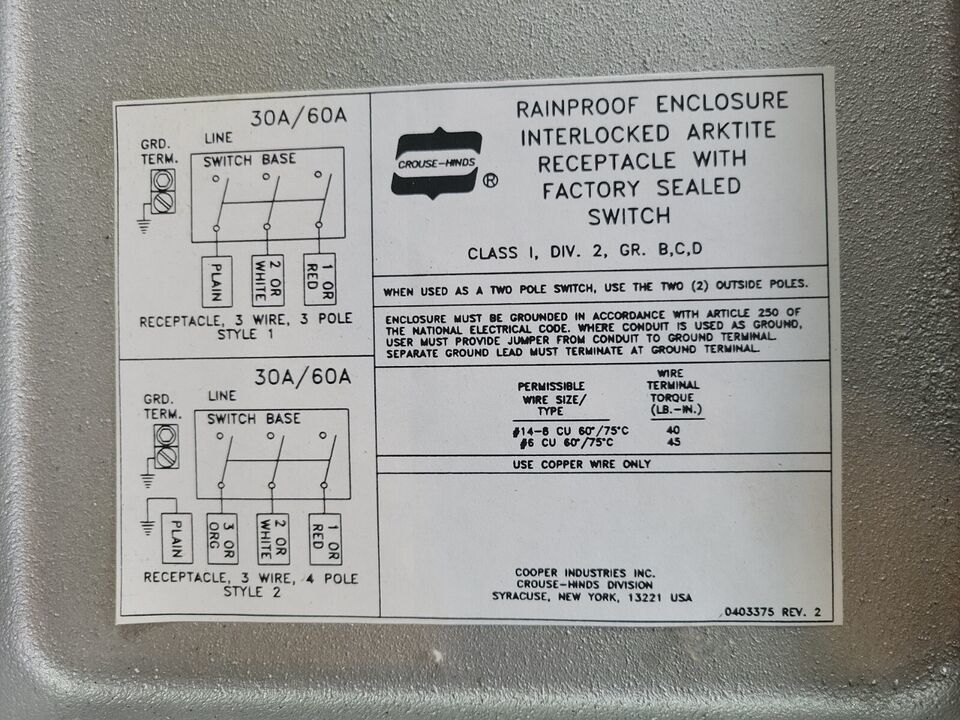 30A/60A
GRD.
TERM.
LINE
SWITCH BASE
PLAIN
2 OR
WHITE
1 OR
RED
RECEPTACLE, 3 WIRE, 3 POLE
STYLE 1
30A/60A
GRD.
TERM.
LINE
SWITCH BASE
PLAIN
3 OR
ORG
2 OR
WHITE
1 OR
RED
RECEPTACLE, 3 WIRE, 4 POLE
STYLE 2
CROUSE-HINDS
®
RAINPROOF ENCLOSURE
INTERLOCKED ARKTITE
RECEPTACLE WITH
FACTORY SEALED
SWITCH
CLASS I, DIV. 2, GR. B,C,D
WHEN USED AS A TWO POLE SWITCH, USE THE TWO (2) OUTSIDE POLES.
ENCLOSURE MUST BE GROUNDED IN ACCORDANCE WITH ARTICLE 250 OF
THE NATIONAL ELECTRICAL CODE. WHERE CONDUIT IS USED AS GROUND,
USER MUST PROVIDE JUMPER FROM CONDUIT TO GROUND TERMINAL.
SEPARATE GROUND LEAD MUST TERMINATE AT GROUND TERMINAL.
PERMISSIBLE
WIRE SIZE/
TYPE
WIRE
TERMINAL
TORQUE
(LB.-IN.)
#14-8 CU 60°/75°C 40
#6 CU 60°/75°C 45
USE COPPER WIRE ONLY
COOPER INDUSTRIES INC.
CROUSE-HINDS DIVISION
SYRACUSE, NEW YORK, 13221 USA
0403375 REV. 2